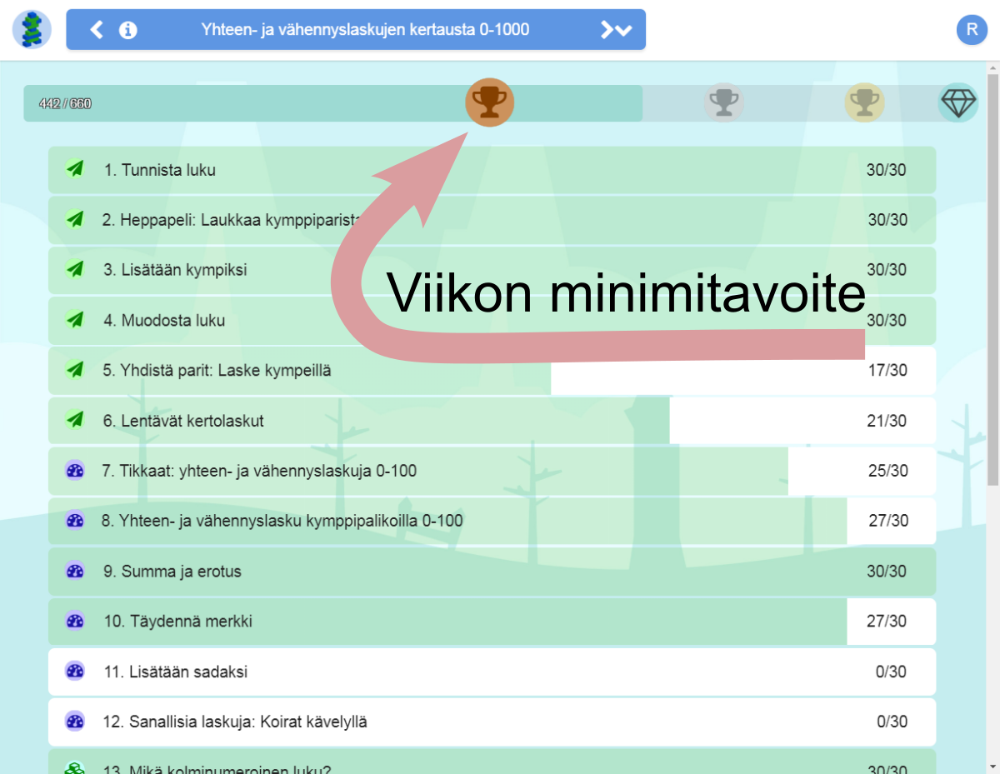 Yhteen- ja vähennyslaskujen kertausta 0-1000
R
442 / 660
1. Tunnista luku 30/30
2. Heppapeli: Laukkaa kymppiparista 30/30
3. Lisätään kympiksi 30/30
Viikon minimitavoite
4. Muodosta luku 30/30
5. Yhdistä parit: Laske kympeillä 17/30
6. Lentävät kertolaskut 21/30
7. Tikkaat: yhteen- ja vähennyslaskuja 0-100 25/30
8. Yhteen- ja vähennyslasku kymppipalikoilla 0-100 27/30
9. Summa ja erotus 30/30
10. Täydennä merkki 27/30
11. Lisätään sadaksi 0/30
12. Sanallisia laskuja: Koirat kävelyllä 0/30
13. Mikä kolminumeroinen luku? 30/30